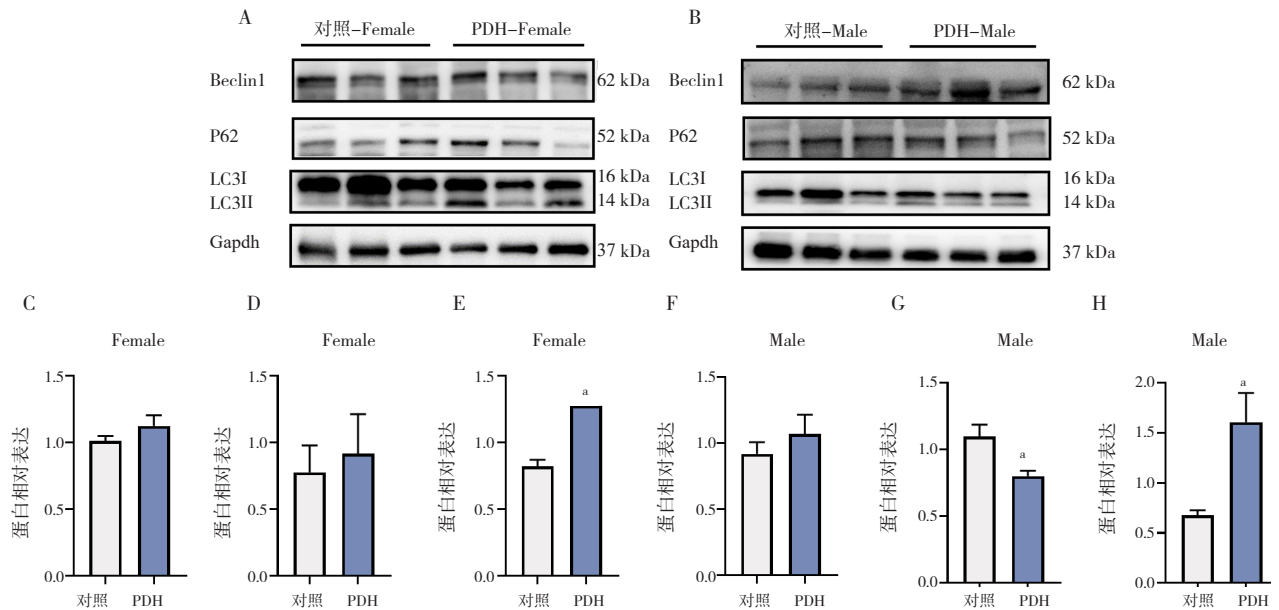 A
对照-Female PDH-Female
Beclin1 62 kDa
P62 52 kDa
LC3I 16 kDa
LC3II 14 kDa
Gapdh 37 kDa
B
对照-Male PDH-Male
Beclin1 62 kDa
P62 52 kDa
LC3I 16 kDa
LC3II 14 kDa
Gapdh 37 kDa
C
Female
蛋白相对表达
1.5
1.0
0.5
0.0
对照 PDH
D
Female
蛋白相对表达
1.5
1.0
0.5
0.0
对照 PDH
E
Female
蛋白相对表达
1.5
1.0
0.5
0.0
a
对照 PDH
F
Male
蛋白相对表达
1.5
1.0
0.5
0.0
对照 PDH
G
Male
蛋白相对表达
1.5
1.0
0.5
0.0
a
对照 PDH
H
Male
蛋白相对表达
2.0
1.5
1.0
0.5
0.0
a
对照 PDH